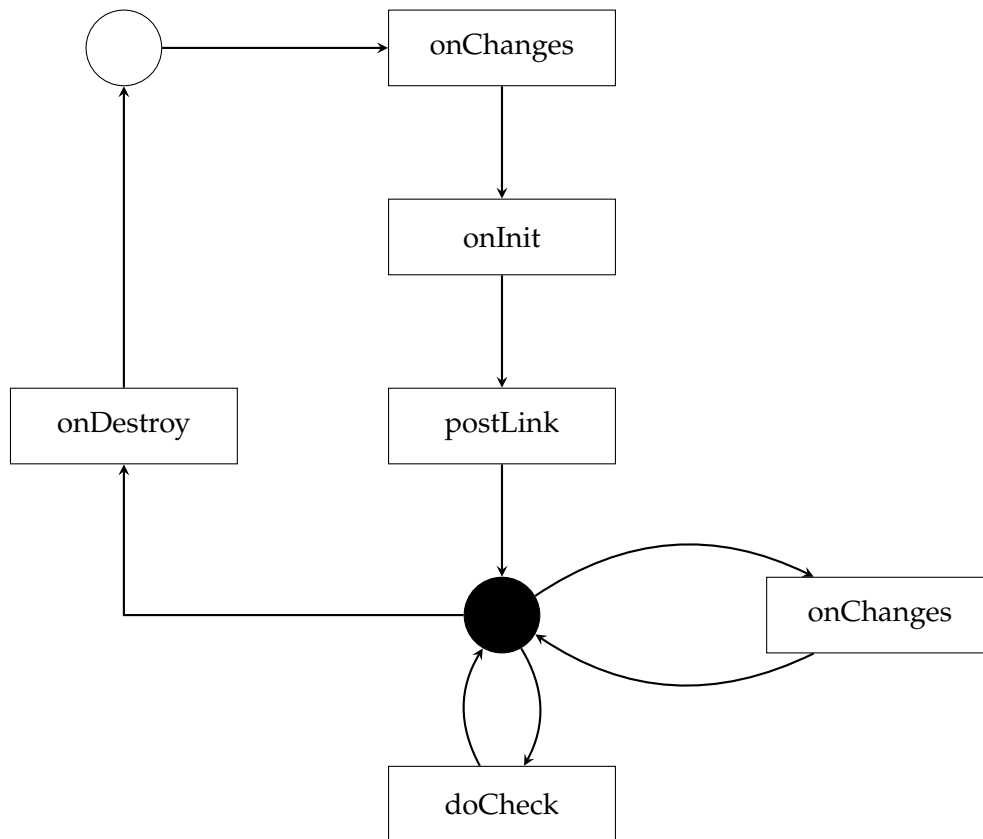 onChanges
onInit
onDestroy
postLink
onChanges
doCheck